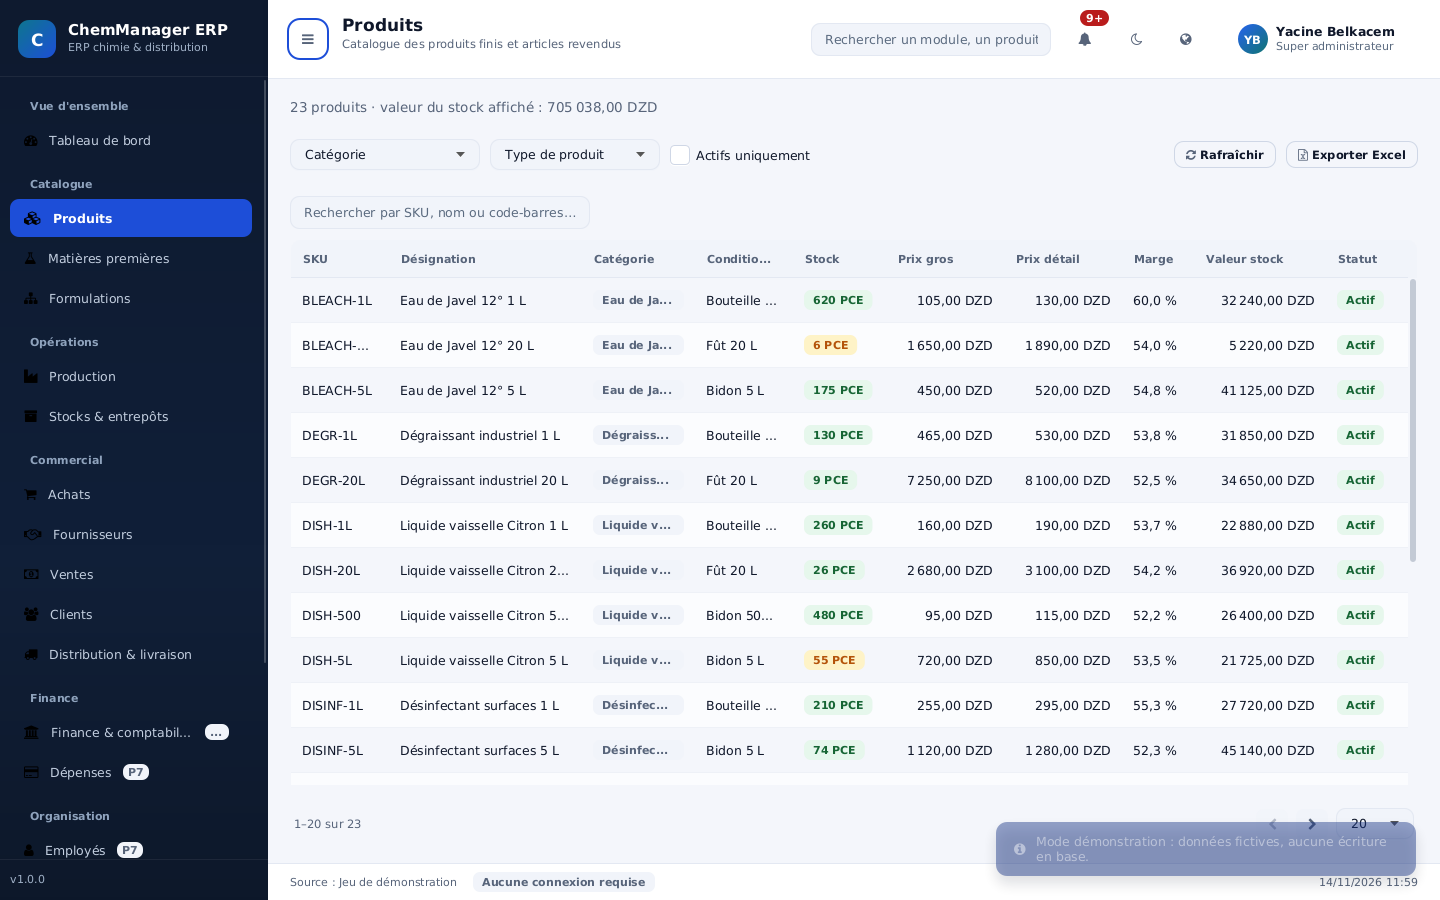 C
ChemManager ERP
ERP chimie & distribution
Vue d'ensemble
Tableau de bord
Catalogue
Produits
Matières premières
Formulations
Opérations
Production
Stocks & entrepôts
Commercial
Achats
Fournisseurs
Ventes
Clients
Distribution & livraison
Finance
Finance & comptabil... ...
Dépenses P7
Organisation
Employés P7
v1.0.0
Produits
Catalogue des produits finis et articles revendus
Rechercher un module, un produit
9+
YB
Yacine Belkacem
Super administrateur
23 produits · valeur du stock affiché : 705 038,00 DZD
Catégorie
Type de produit
Actifs uniquement
Rafraîchir
Exporter Excel
Rechercher par SKU, nom ou code-barres...
SKU Désignation Catégorie Conditio... Stock Prix gros Prix détail Marge Valeur stock Statut
BLEACH-1L Eau de Javel 12° 1 L Eau de Ja... Bouteille ... 620 PCE 105,00 DZD 130,00 DZD 60,0 % 32 240,00 DZD Actif
BLEACH-... Eau de Javel 12° 20 L Eau de Ja... Fût 20 L 6 PCE 1 650,00 DZD 1 890,00 DZD 54,0 % 5 220,00 DZD Actif
BLEACH-5L Eau de Javel 12° 5 L Eau de Ja... Bidon 5 L 175 PCE 450,00 DZD 520,00 DZD 54,8 % 41 125,00 DZD Actif
DEGR-1L Dégraissant industriel 1 L Dégraiss... Bouteille ... 130 PCE 465,00 DZD 530,00 DZD 53,8 % 31 850,00 DZD Actif
DEGR-20L Dégraissant industriel 20 L Dégraiss... Fût 20 L 9 PCE 7 250,00 DZD 8 100,00 DZD 52,5 % 34 650,00 DZD Actif
DISH-1L Liquide vaisselle Citron 1 L Liquide v... Bouteille ... 260 PCE 160,00 DZD 190,00 DZD 53,7 % 22 880,00 DZD Actif
DISH-20L Liquide vaisselle Citron 2... Liquide v... Fût 20 L 26 PCE 2 680,00 DZD 3 100,00 DZD 54,2 % 36 920,00 DZD Actif
DISH-500 Liquide vaisselle Citron 5... Liquide v... Bidon 50... 480 PCE 95,00 DZD 115,00 DZD 52,2 % 26 400,00 DZD Actif
DISH-5L Liquide vaisselle Citron 5 L Liquide v... Bidon 5 L 55 PCE 720,00 DZD 850,00 DZD 53,5 % 21 725,00 DZD Actif
DISINF-1L Désinfectant surfaces 1 L Désinfec... Bouteille ... 210 PCE 255,00 DZD 295,00 DZD 55,3 % 27 720,00 DZD Actif
DISINF-5L Désinfectant surfaces 5 L Désinfec... Bidon 5 L 74 PCE 1 120,00 DZD 1 280,00 DZD 52,3 % 45 140,00 DZD Actif
1–20 sur 23
20
Mode démonstration : données fictives, aucune écriture
en base.
Source : Jeu de démonstration
Aucune connexion requise
14/11/2026 11:59